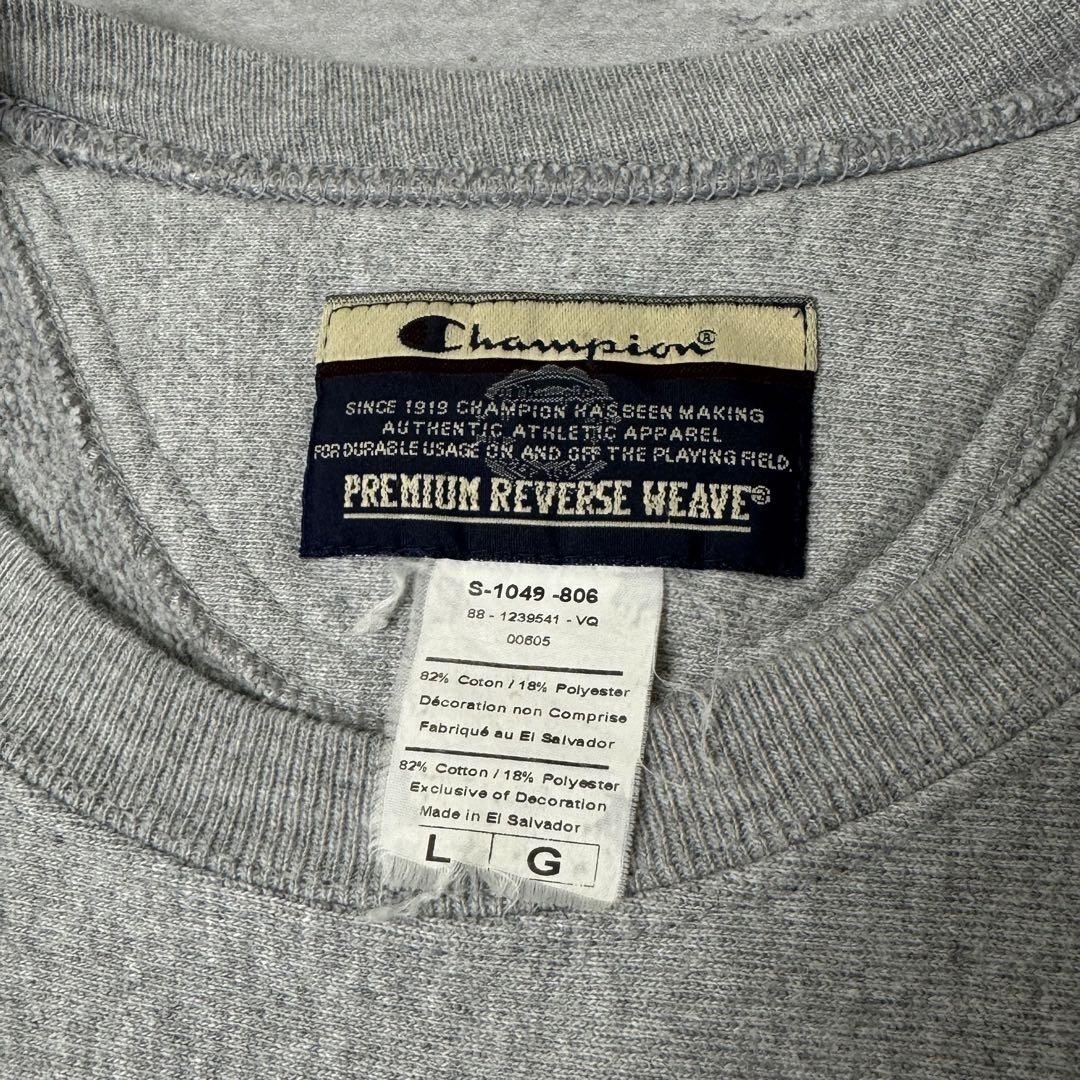 Champion®
SINCE 1919 CHAMPION HAS BEEN MAKING
AUTHENTIC ATHLETIC APPAREL
FOR DURABLE USAGE ON AND OFF THE PLAYING FIELD.
PREMIUM REVERSE WEAVE®
S-1049 -806
88 - 1239541 - VQ
00605
82% Coton / 18% Polyester
Décoration non Comprise
Fabriqué au El Salvador
82% Cotton / 18% Polyester
Exclusive of Decoration
Made in El Salvador
L G